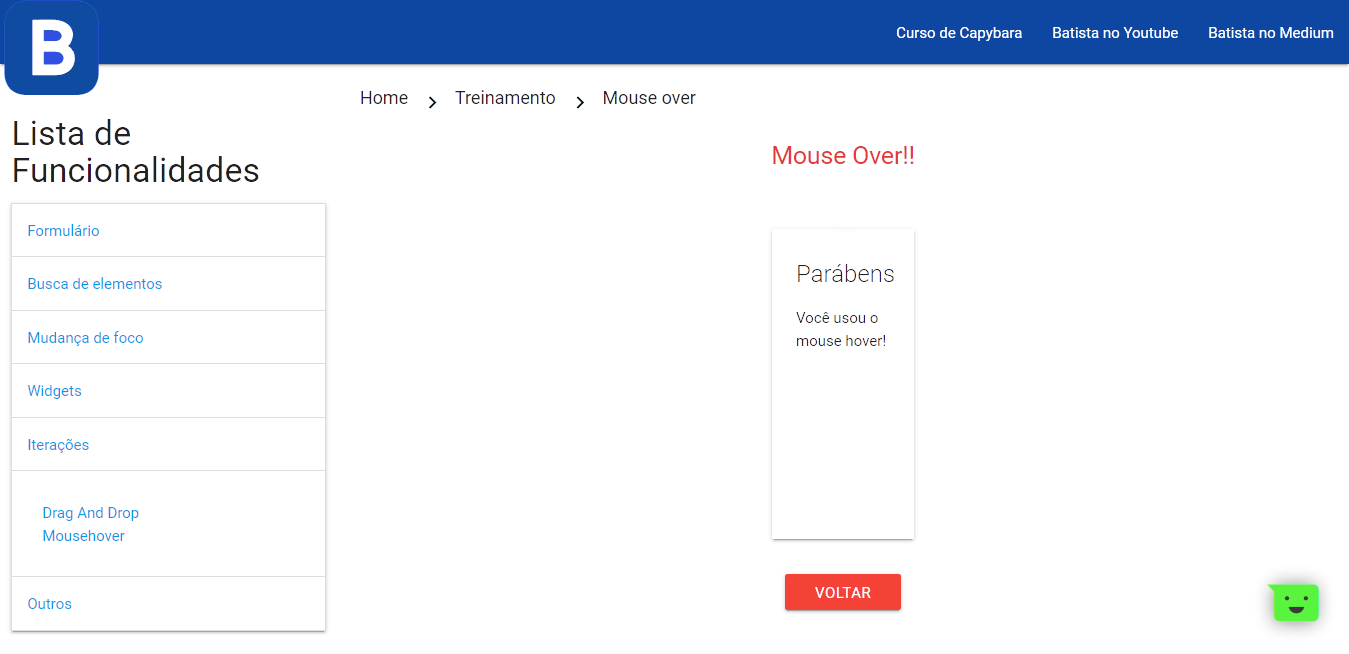 B
Curso de Capybara
Batista no Youtube
Batista no Medium
Home
Treinamento
Mouse over
Lista de
Funcionalidades
Formulário
Busca de elementos
Mudança de foco
Widgets
Iterações
Drag And Drop
Mousehover
Outros
Mouse Over!!
Parábens
Você usou o
mouse hover!
VOLTAR